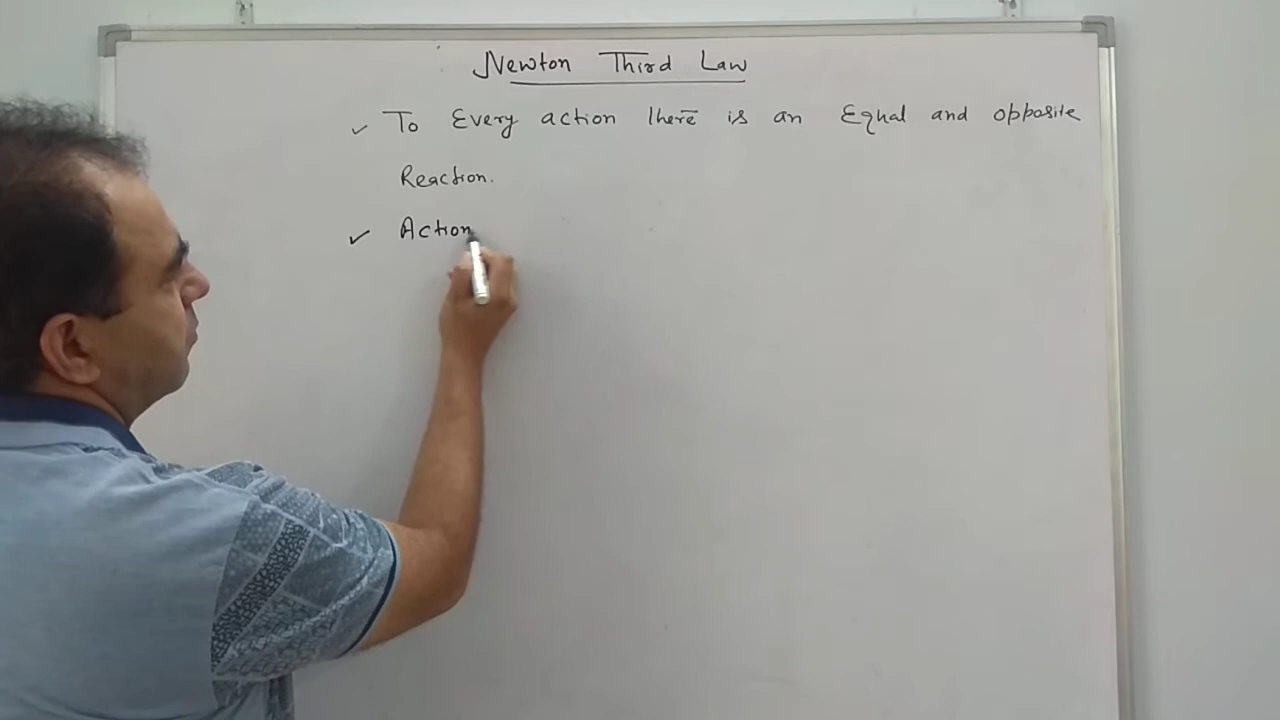 Newton Third Law
✓ To Every action there is an Equal and opposite
Reaction.
✓ Action